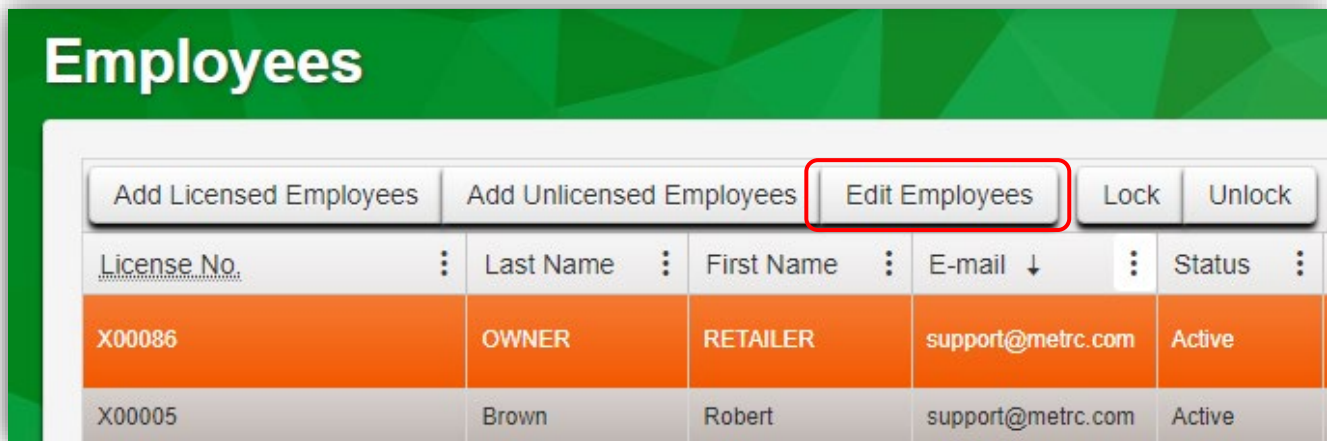 Employees
Add Licensed Employees Add Unlicensed Employees Edit Employees Lock Unlock
License No. Last Name First Name E-mail ↓ Status
X00086 OWNER RETAILER support@metrc.com Active
X00005 Brown Robert support@metrc.com Active